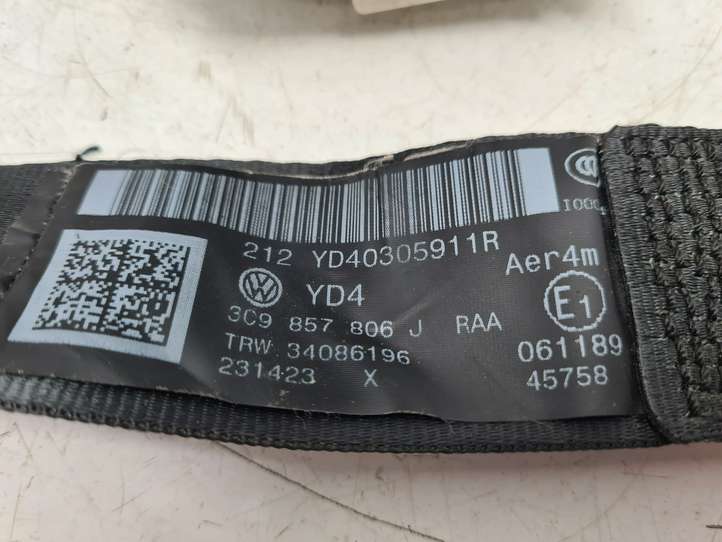 212 YD40305911R
Aer4m
YD4
E1
3C9 857 806 J RAA
TRW 34086196
061189
231423 X
45758